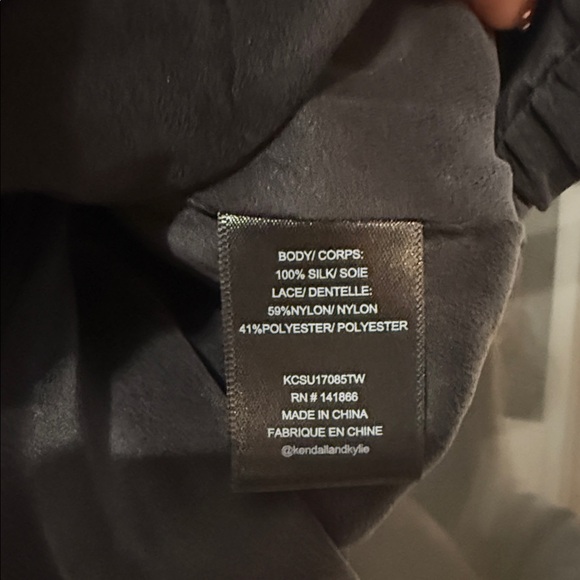 BODY/ CORPS:
100% SILK/ SOIE
LACE/ DENTELLE:
59%NYLON/ NYLON
41%POLYESTER/ POLYESTER
KCSU17085TW
RN # 141866
MADE IN CHINA
FABRIQUE EN CHINE
@kendallandkylie